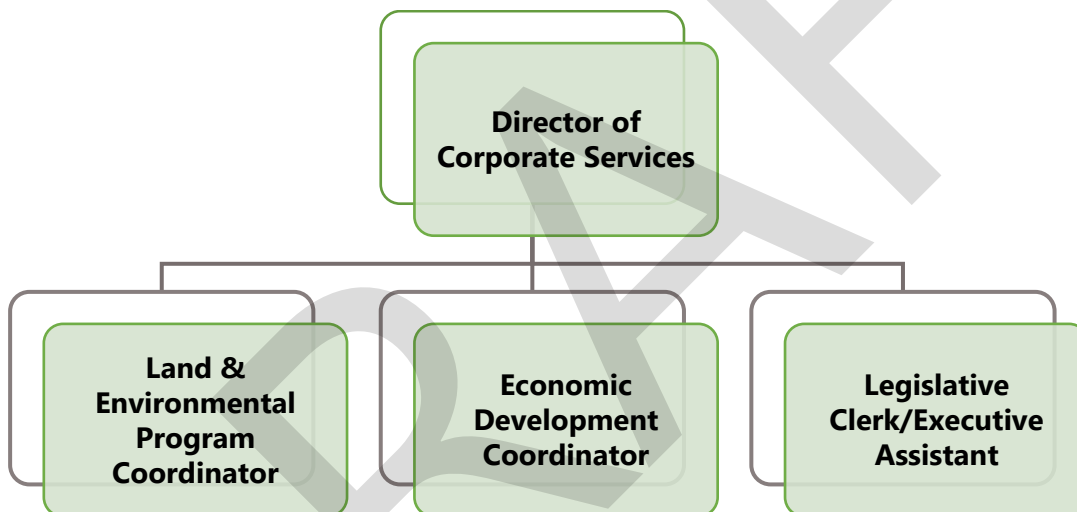 Director of
Corporate Services
Land &
Environmental
Program
Coordinator
Economic
Development
Coordinator
Legislative
Clerk/Executive
Assistant